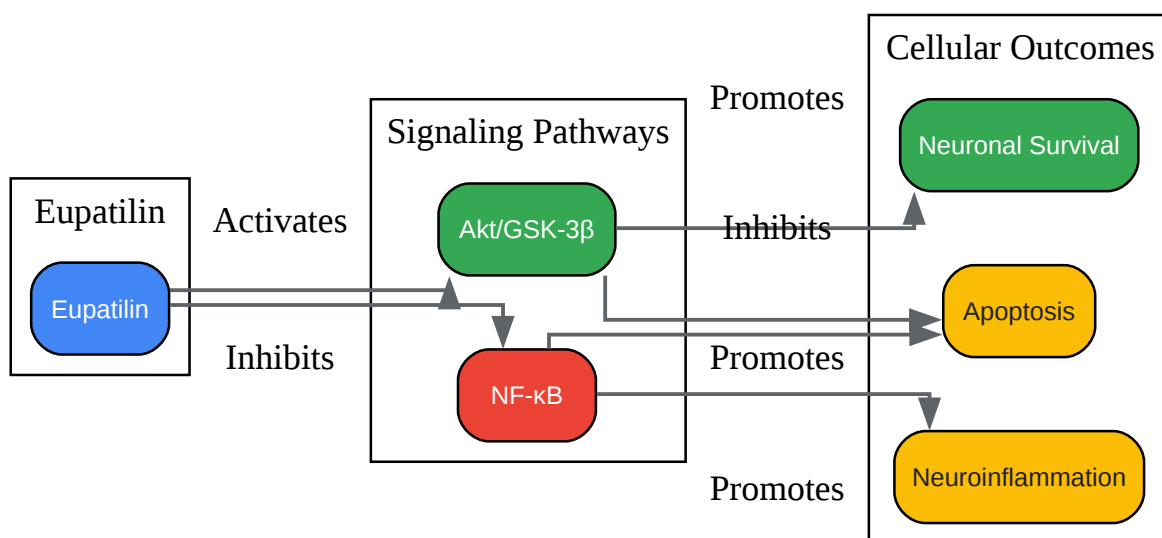 Eupatilin
Eupatilin
Activates
Inhibits
Signaling Pathways
Akt/GSK-3β
NF-κB
Promotes
Inhibits
Promotes
Promotes
Cellular Outcomes
Neuronal Survival
Apoptosis
Neuroinflammation